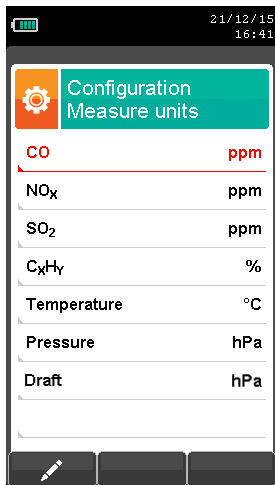 21/12/15
16:41
Configuration
Measure units
CO ppm
NOX ppm
SO2 ppm
CXHY %
Temperature °C
Pressure hPa
Draft hPa